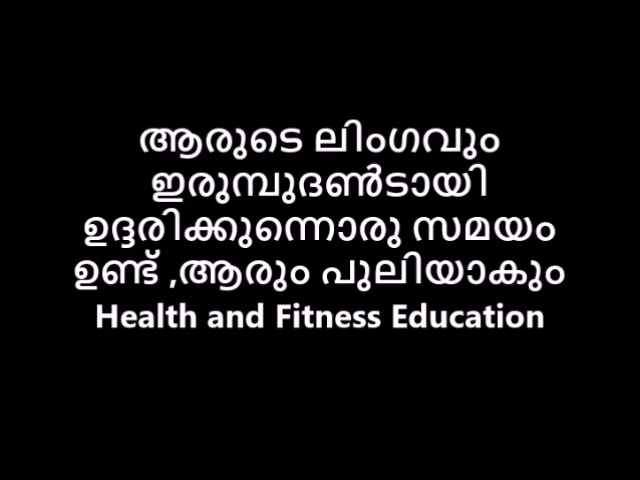 ആരുടെ ലിംഗവും
ഇരുമ്പുദൺടായി
ഉദ്ദരിക്കുന്നൊരു സമയം
ഉണ്ട് ,ആരും പുലിയാകും
Health and Fitness Education